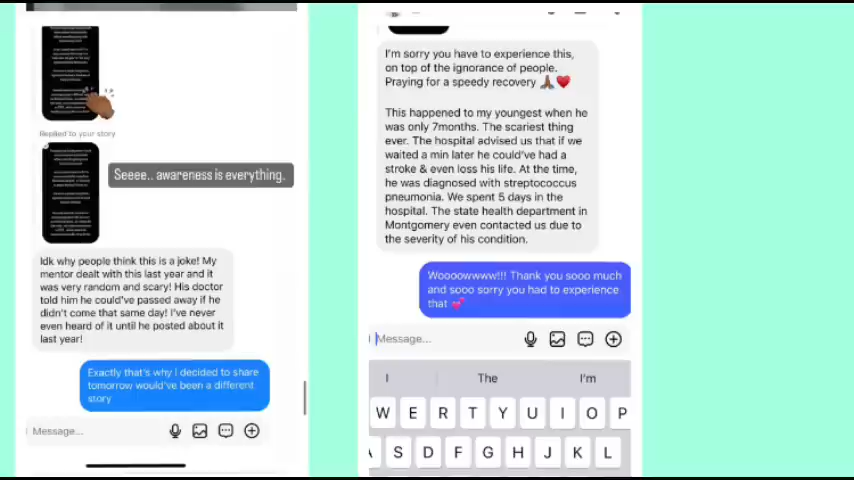 Replied to your story
Seeee.. awareness is everything.
Idk why people think this is a joke! My
mentor dealt with this last year and it
was very random and scary! His doctor
told him he could've passed away if he
didn't come that same day! I've never
even heard of it until he posted about it
last year!
Exactly that's why i decided to share
tomorrow would've been a different
story
Message...
I'm sorry you have to experience this,
on top of the ignorance of people.
Praying for a speedy recovery 🙏🏾❤️
This happened to my youngest when he
was only 7months. The scariest thing
ever. The hospital advised us that if we
waited a min later he could've had a
stroke & even loss his life. At the time,
he was diagnosed with streptococcus
pneumonia. We spent 5 days in the
hospital. The state health department in
Montgomery even contacted us due to
the severity of his condition.
Woooowwww!!! Thank you sooo much
and sooo sorry you had to experience
that 💕
Message...
I The I'm
W E R T Y U I O P
A S D F G H J K L